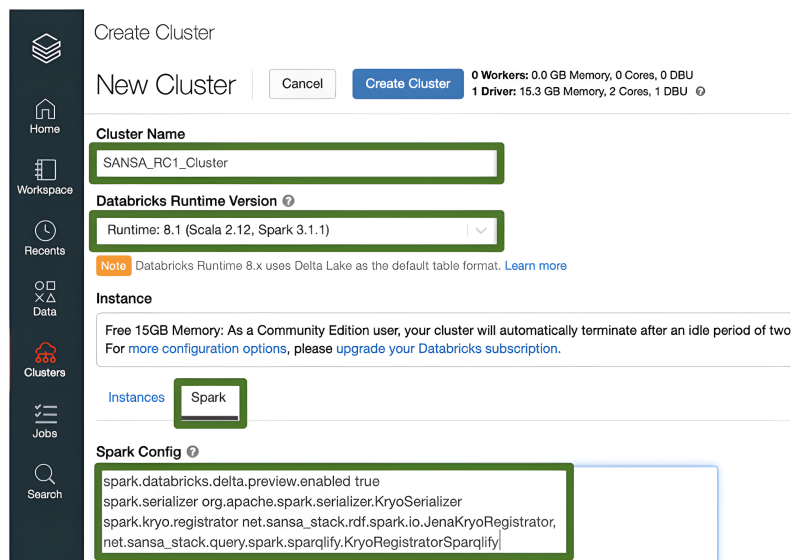 Create Cluster
New Cluster
Cancel
Create Cluster
0 Workers: 0.0 GB Memory, 0 Cores, 0 DBU
1 Driver: 15.3 GB Memory, 2 Cores, 1 DBU ?
Home
Workspace
Recents
Data
Clusters
Jobs
Search
Cluster Name
SANSA_RC1_Cluster
Databricks Runtime Version ?
Runtime: 8.1 (Scala 2.12, Spark 3.1.1)
Note Databricks Runtime 8.x uses Delta Lake as the default table format. Learn more
Instance
Free 15GB Memory: As a Community Edition user, your cluster will automatically terminate after an idle period of two
For more configuration options, please upgrade your Databricks subscription.
Instances
Spark
Spark Config ?
spark.databricks.delta.preview.enabled true
spark.serializer org.apache.spark.serializer.KryoSerializer
spark.kryo.registrator net.sansa_stack.rdf.spark.io.JenaKryoRegistrator,
net.sansa_stack.query.spark.sparqlify.KryoRegistratorSparqlify